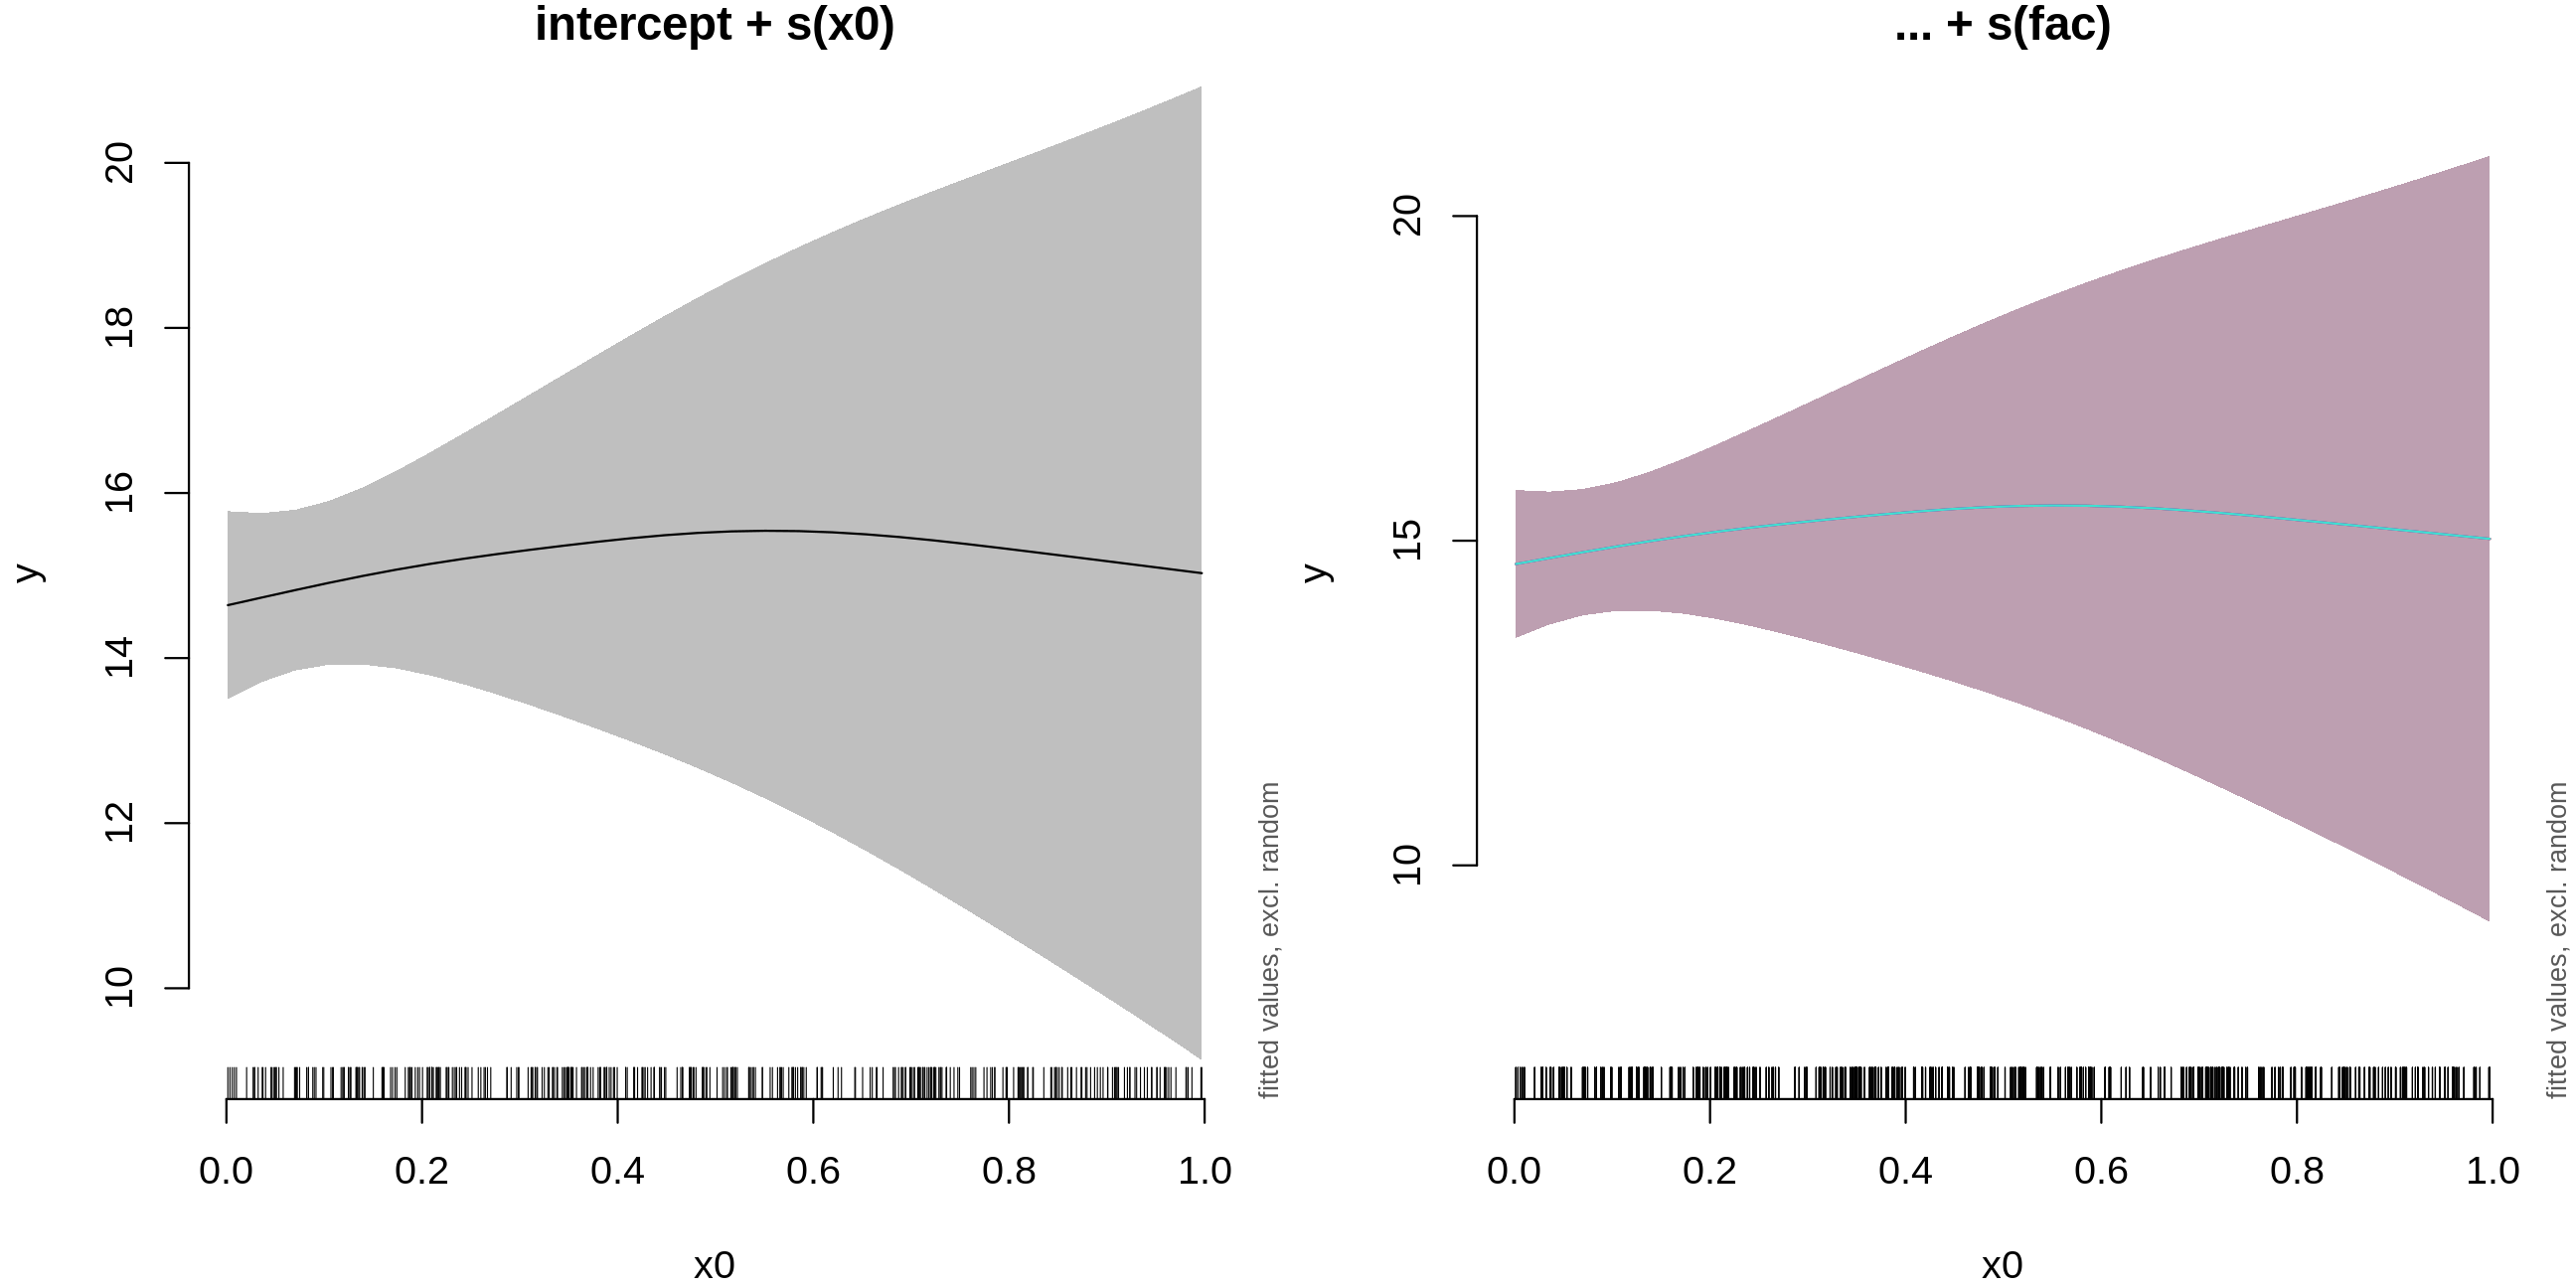 intercept + s(x0)
y
20
18
16
14
12
10
0.0 0.2 0.4 0.6 0.8 1.0
x0
fitted values, excl. random
... + s(fac)
y
20
15
10
0.0 0.2 0.4 0.6 0.8 1.0
x0
fitted values, excl. random